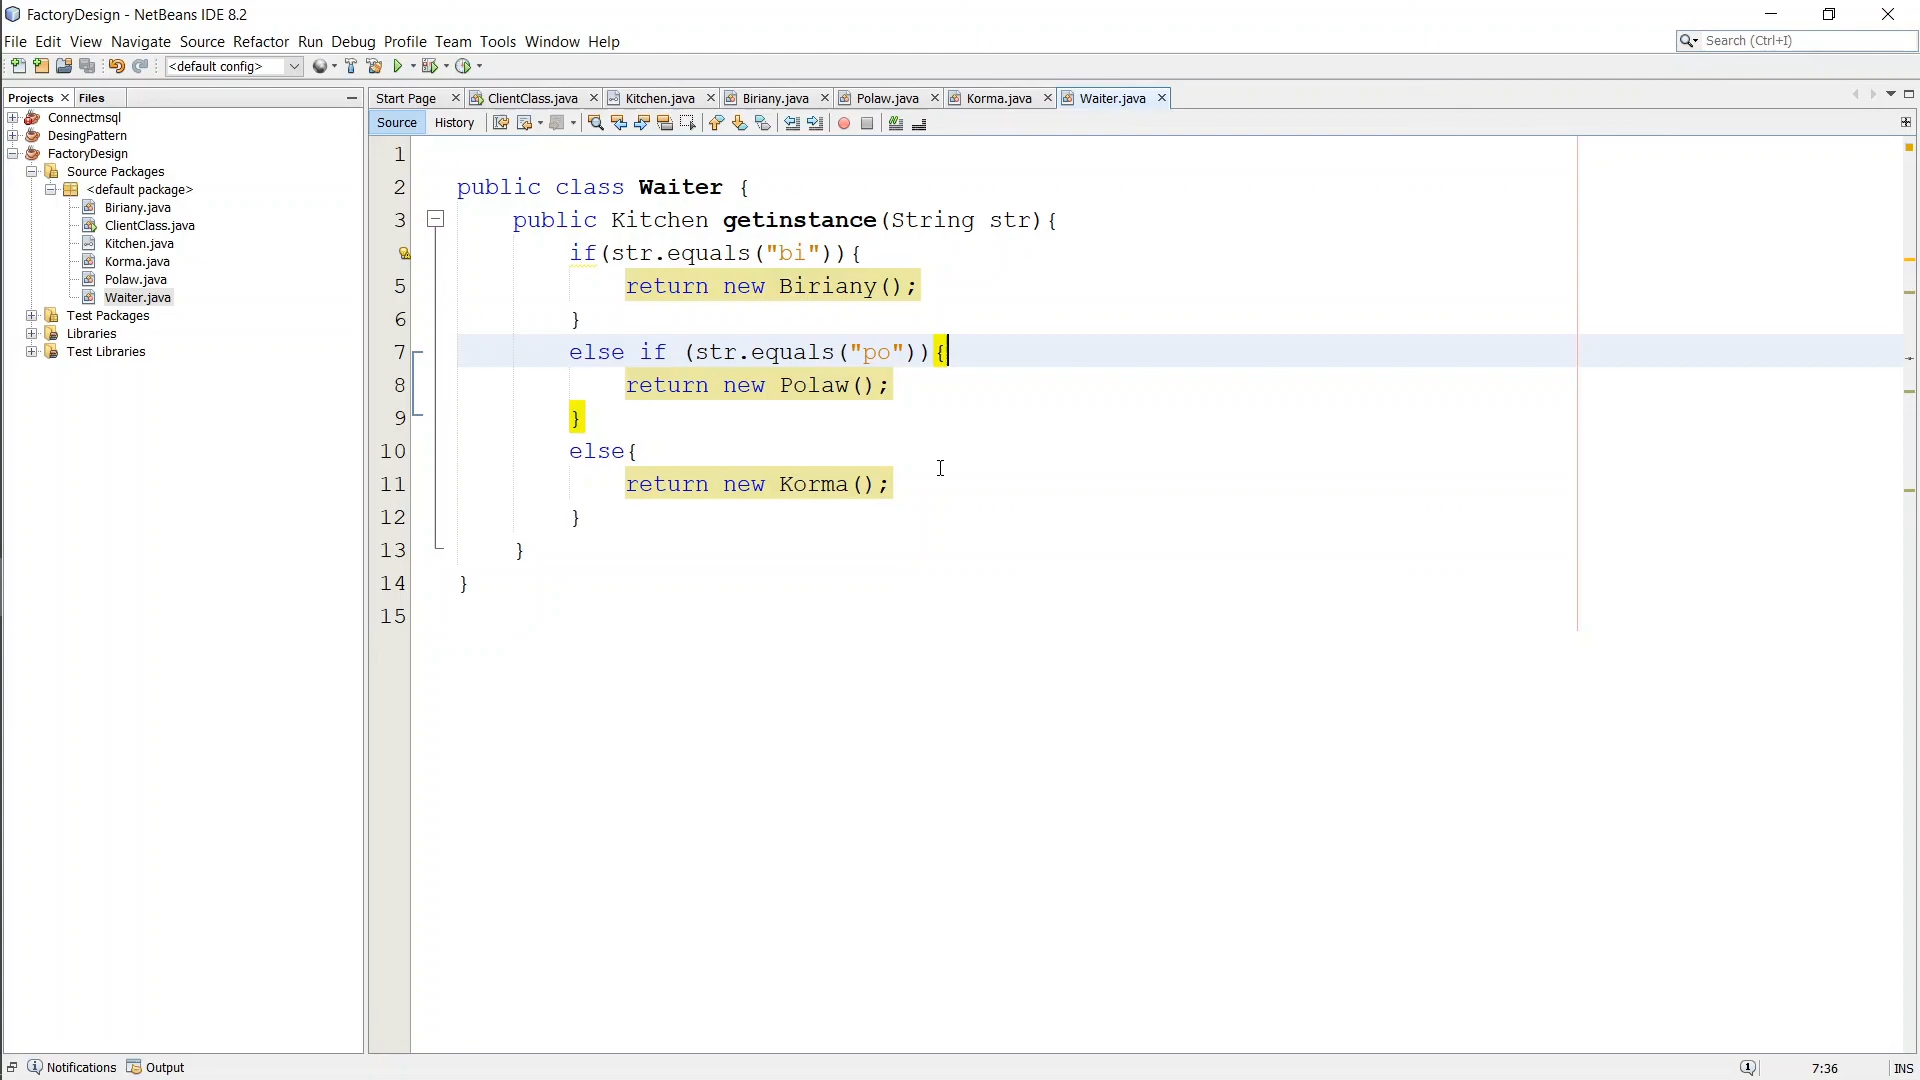 FactoryDesign - NetBeans IDE 8.2
File Edit View Navigate Source Refactor Run Debug Profile Team Tools Window Help
Search (Ctrl+I)
<default config>
Projects Files
Start Page ClientClass.java Kitchen.java Biriany.java Polaw.java Korma.java Waiter.java
Source History
Connectmsql
DesingPattern
FactoryDesign
Source Packages
<default package>
Biriany.java
ClientClass.java
Kitchen.java
Korma.java
Polaw.java
Waiter.java
Test Packages
Libraries
Test Libraries
1
2 public class Waiter {
3 public Kitchen getinstance(String str){
if(str.equals("bi")){
5 return new Biriany();
6 }
7 else if (str.equals("po")){
8 return new Polaw();
9 }
10 else{
11 return new Korma();
12 }
13 }
14 }
15
Notifications Output
7:36 INS